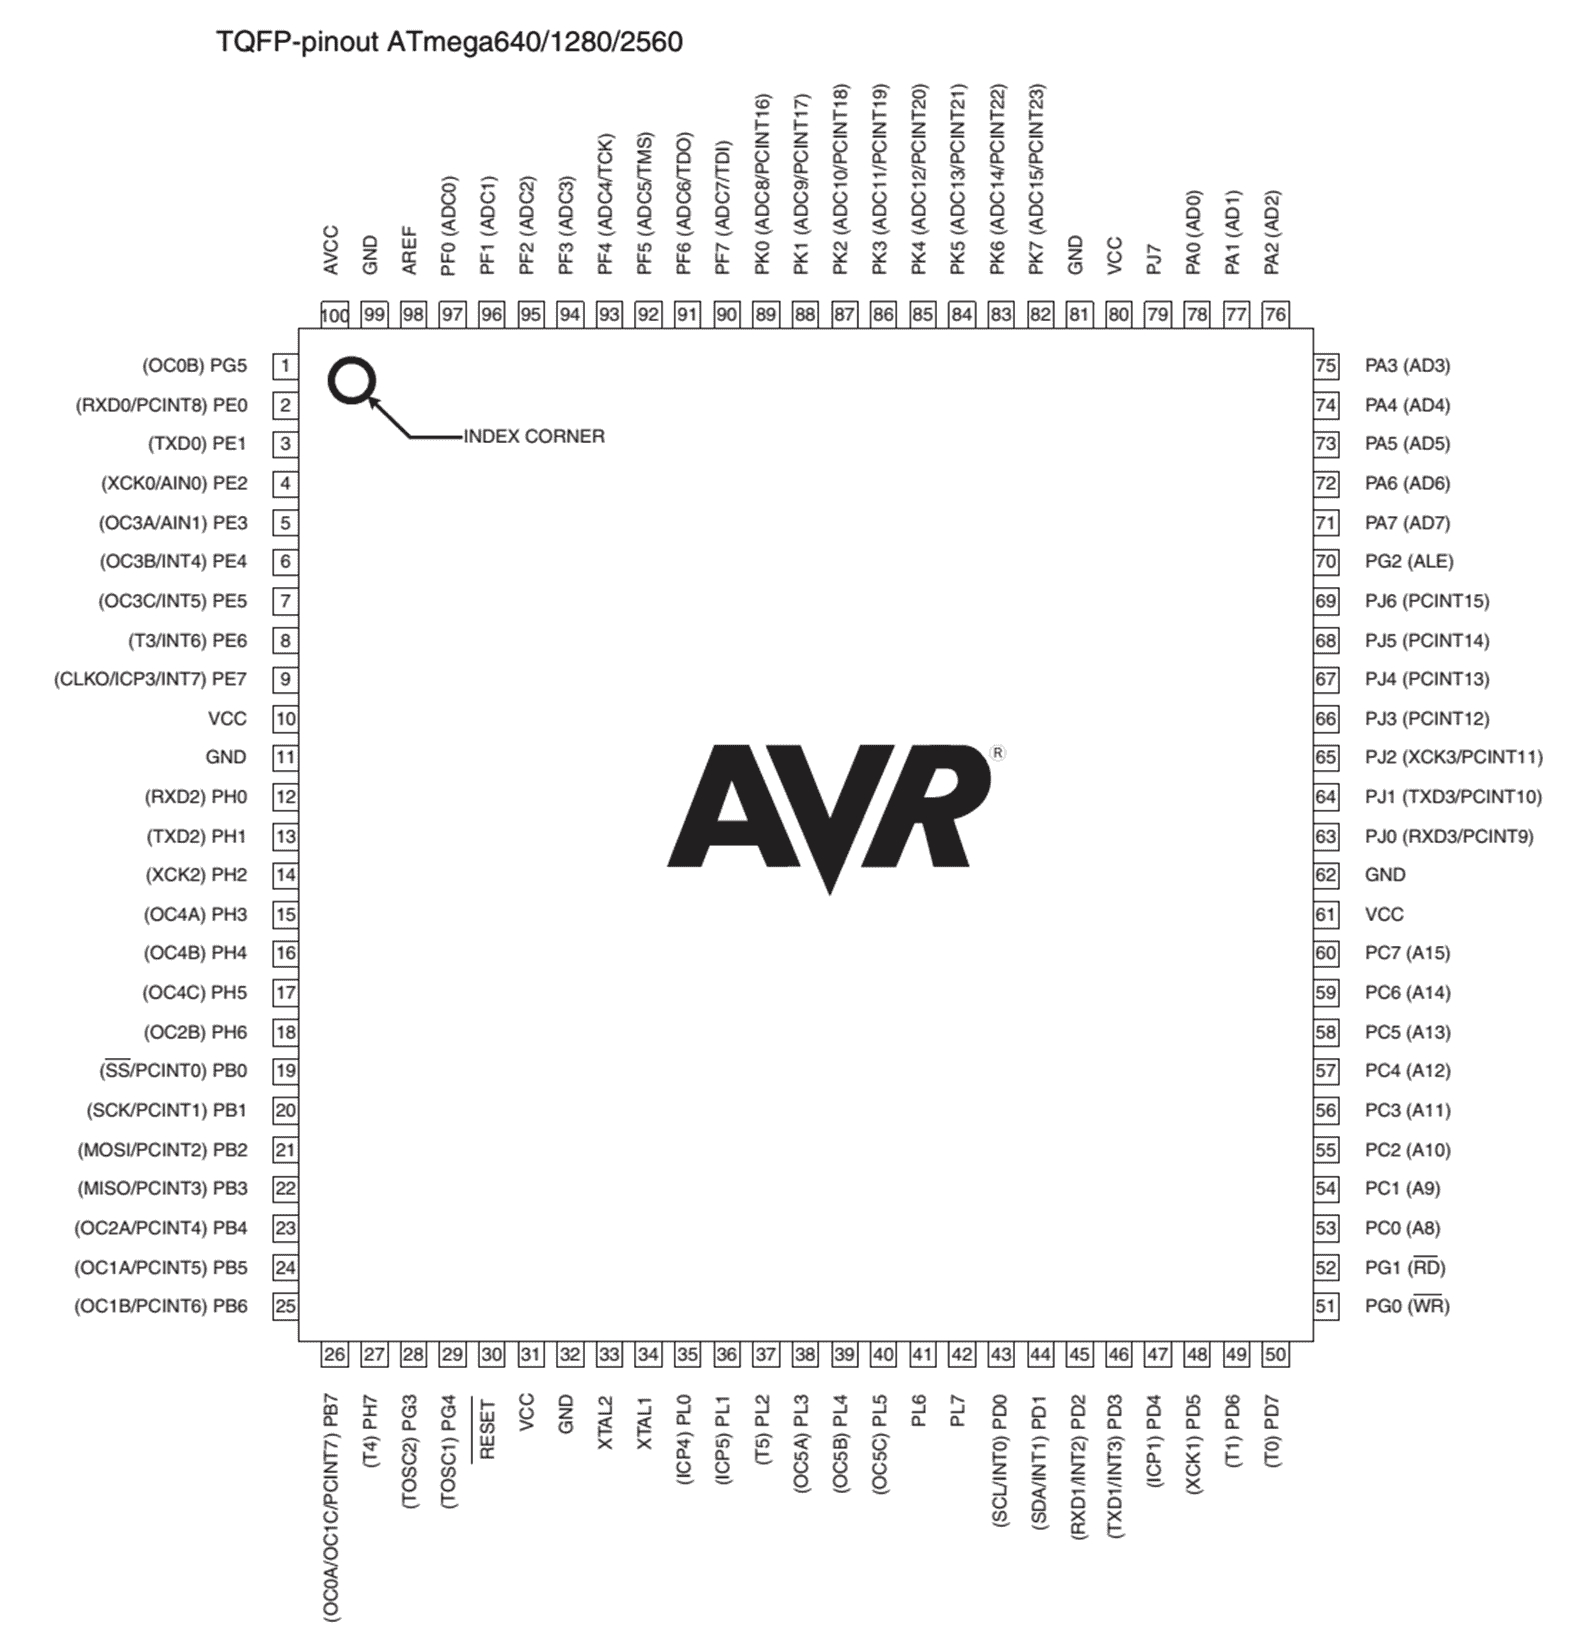 TQFP-pinout ATmega640/1280/2560
AVCC
GND
AREF
PF0 (ADC0)
PF1 (ADC1)
PF2 (ADC2)
PF3 (ADC3)
PF4 (ADC4/TCK)
PF5 (ADC5/TMS)
PF6 (ADC6/TDO)
PF7 (ADC7/TDI)
PK0 (ADC8/PCINT16)
PK1 (ADC9/PCINT17)
PK2 (ADC10/PCINT18)
PK3 (ADC11/PCINT19)
PK4 (ADC12/PCINT20)
PK5 (ADC13/PCINT21)
PK6 (ADC14/PCINT22)
PK7 (ADC15/PCINT23)
GND
VCC
PJ7
PA0 (AD0)
PA1 (AD1)
PA2 (AD2)
100 99 98 97 96 95 94 93 92 91 90 89 88 87 86 85 84 83 82 81 80 79 78 77 76
(OC0B) PG5 1 75 PA3 (AD3)
(RXD0/PCINT8) PE0 2 74 PA4 (AD4)
INDEX CORNER
(TXD0) PE1 3 73 PA5 (AD5)
(XCK0/AIN0) PE2 4 72 PA6 (AD6)
(OC3A/AIN1) PE3 5 71 PA7 (AD7)
(OC3B/INT4) PE4 6 70 PG2 (ALE)
(OC3C/INT5) PE5 7 69 PJ6 (PCINT15)
(T3/INT6) PE6 8 68 PJ5 (PCINT14)
(CLKO/ICP3/INT7) PE7 9 67 PJ4 (PCINT13)
VCC 10 66 PJ3 (PCINT12)
GND 11 65 PJ2 (XCK3/PCINT11)
AVR®
(RXD2) PH0 12 64 PJ1 (TXD3/PCINT10)
(TXD2) PH1 13 63 PJ0 (RXD3/PCINT9)
(XCK2) PH2 14 62 GND
(OC4A) PH3 15 61 VCC
(OC4B) PH4 16 60 PC7 (A15)
(OC4C) PH5 17 59 PC6 (A14)
(OC2B) PH6 18 58 PC5 (A13)
(SS/PCINT0) PB0 19 57 PC4 (A12)
(SCK/PCINT1) PB1 20 56 PC3 (A11)
(MOSI/PCINT2) PB2 21 55 PC2 (A10)
(MISO/PCINT3) PB3 22 54 PC1 (A9)
(OC2A/PCINT4) PB4 23 53 PC0 (A8)
(OC1A/PCINT5) PB5 24 52 PG1 (RD)
(OC1B/PCINT6) PB6 25 51 PG0 (WR)
26 27 28 29 30 31 32 33 34 35 36 37 38 39 40 41 42 43 44 45 46 47 48 49 50
(OC0A/OC1C/PCINT7) PB7
(T4) PH7
(TOSC2) PG3
(TOSC1) PG4
RESET
VCC
GND
XTAL2
XTAL1
(ICP4) PL0
(ICP5) PL1
(T5) PL2
(OC5A) PL3
(OC5B) PL4
(OC5C) PL5
PL6
PL7
(SCL/INT0) PD0
(SDA/INT1) PD1
(RXD1/INT2) PD2
(TXD1/INT3) PD3
(ICP1) PD4
(XCK1) PD5
(T1) PD6
(T0) PD7